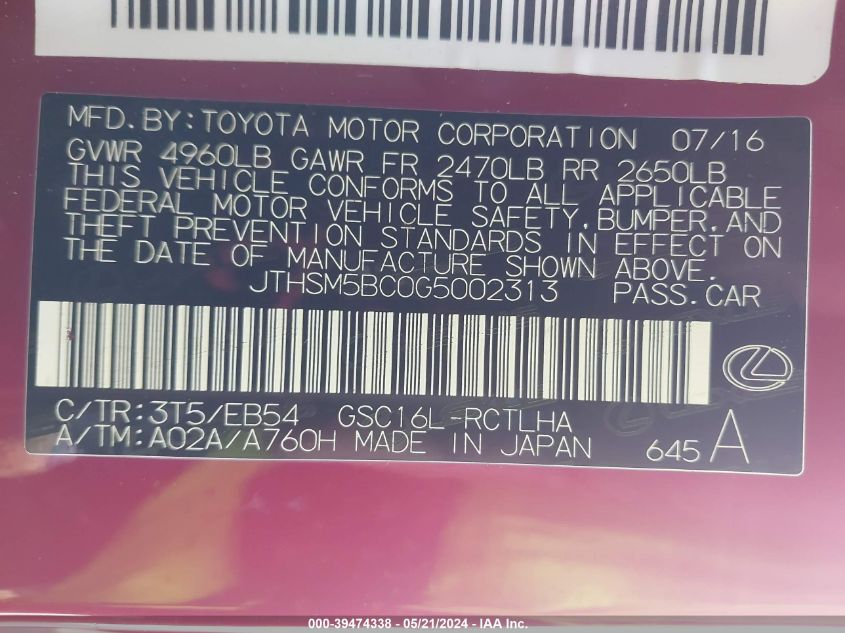 MFD.BY:TOYOTA MOTOR CORPORATION 07/16
GVWR 4960LB GAWR FR 2470LB RR 2650LB
THIS VEHICLE CONFORMS TO ALL APPLICABLE
FEDERAL MOTOR VEHICLE SAFETY,BUMPER,AND
THEFT PREVENTION STANDARDS IN EFFECT ON
THE DATE OF MANUFACTURE SHOWN ABOVE.
JTHSM5BC0G5002313 PASS.CAR
C/TR:3T5/EB54 GSC16L-RCTLHA
A/TM:A02A/A760H MADE IN JAPAN 645 A
000-39474338 - 05/21/2024 - IAA Inc.